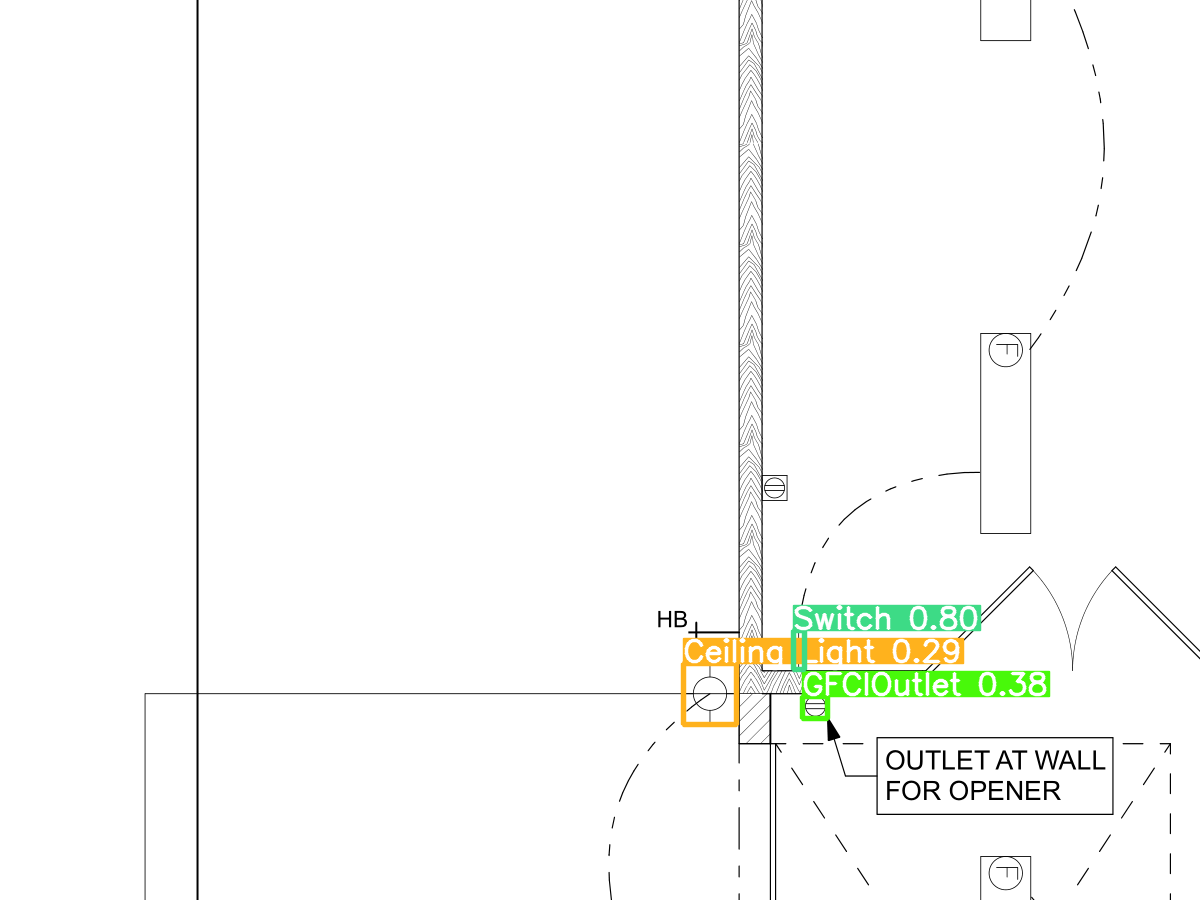 F
Switch 0.80
HB
Ceiling Light 0.29
GFCIOutlet 0.38
OUTLET AT WALL
FOR OPENER
F